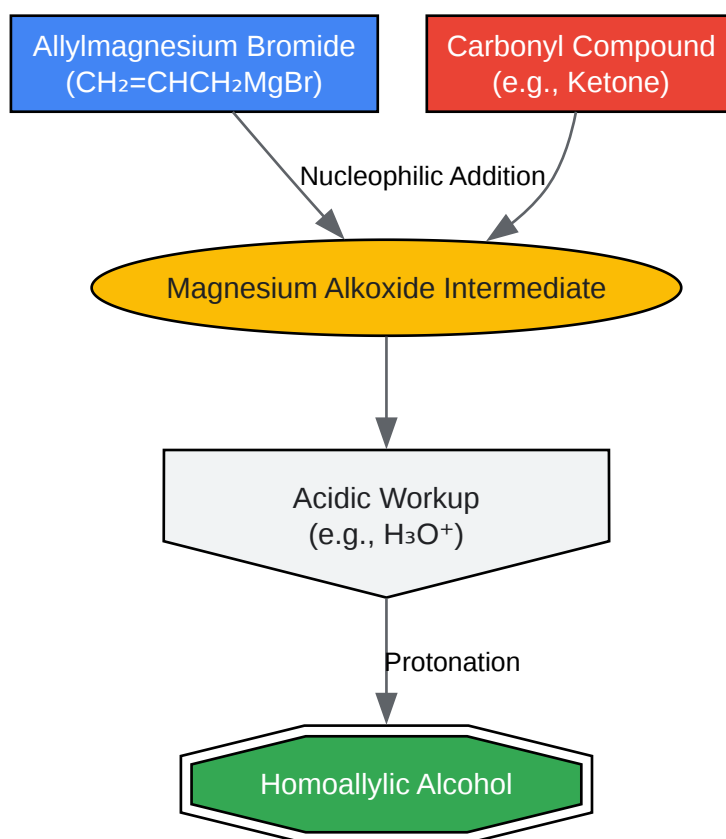 Allylmagnesium Bromide
(CH₂=CHCH₂MgBr)
Carbonyl Compound
(e.g., Ketone)
Nucleophilic Addition
Magnesium Alkoxide Intermediate
Acidic Workup
(e.g., H₃O⁺)
Protonation
Homoallylic Alcohol